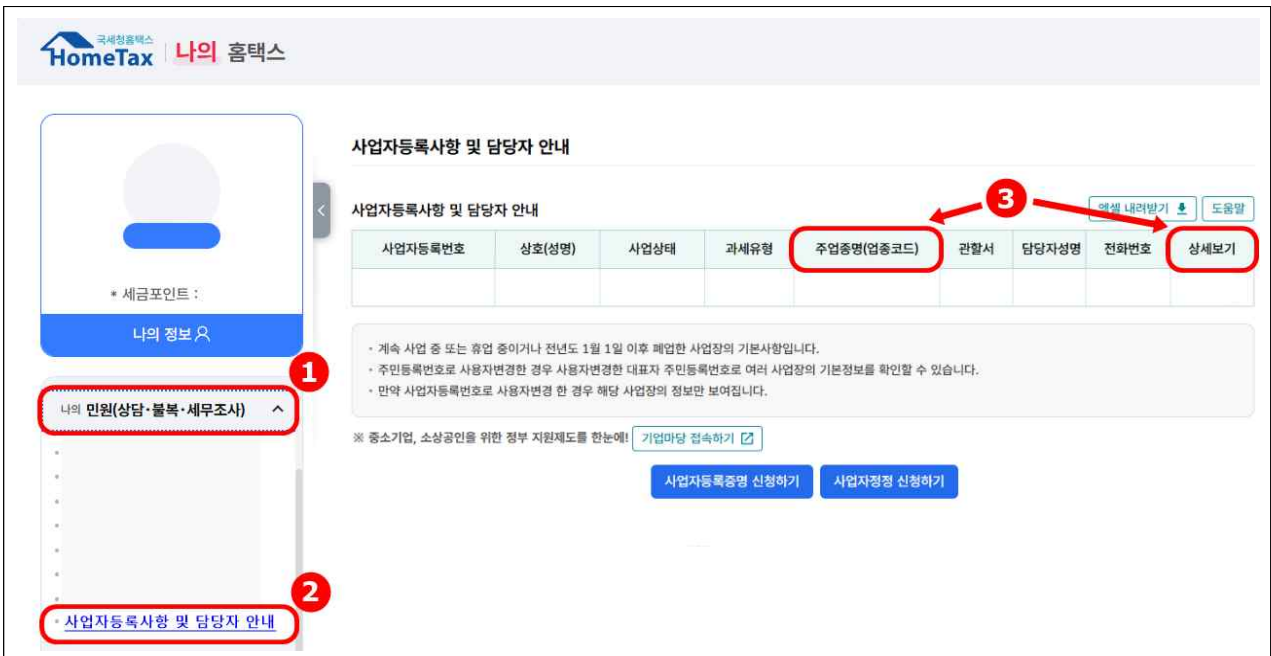 국세청홈택스
HomeTax 나의 홈택스
사업자등록사항 및 담당자 안내
사업자등록사항 및 담당자 안내
3
엑셀 내려받기 도움말
사업자등록번호 상호(성명) 사업상태 과세유형 주업종명(업종코드) 관할서 담당자성명 전화번호 상세보기
* 세금포인트 :
나의 정보
• 계속 사업 중 또는 휴업 중이거나 전년도 1월 1일 이후 폐업한 사업장의 기본사항입니다.
• 주민등록번호로 사용자변경한 경우 사용자변경한 대표자 주민등록번호로 여러 사업장의 기본정보를 확인할 수 있습니다.
• 만약 사업자등록번호로 사용자변경 한 경우 해당 사업장의 정보만 보여집니다.
1
나의 민원(상담·불복·세무조사)
※ 중소기업, 소상공인을 위한 정부 지원제도를 한눈에! 기업마당 접속하기
사업자등록증명 신청하기 사업자정정 신청하기
2
• 사업자등록사항 및 담당자 안내